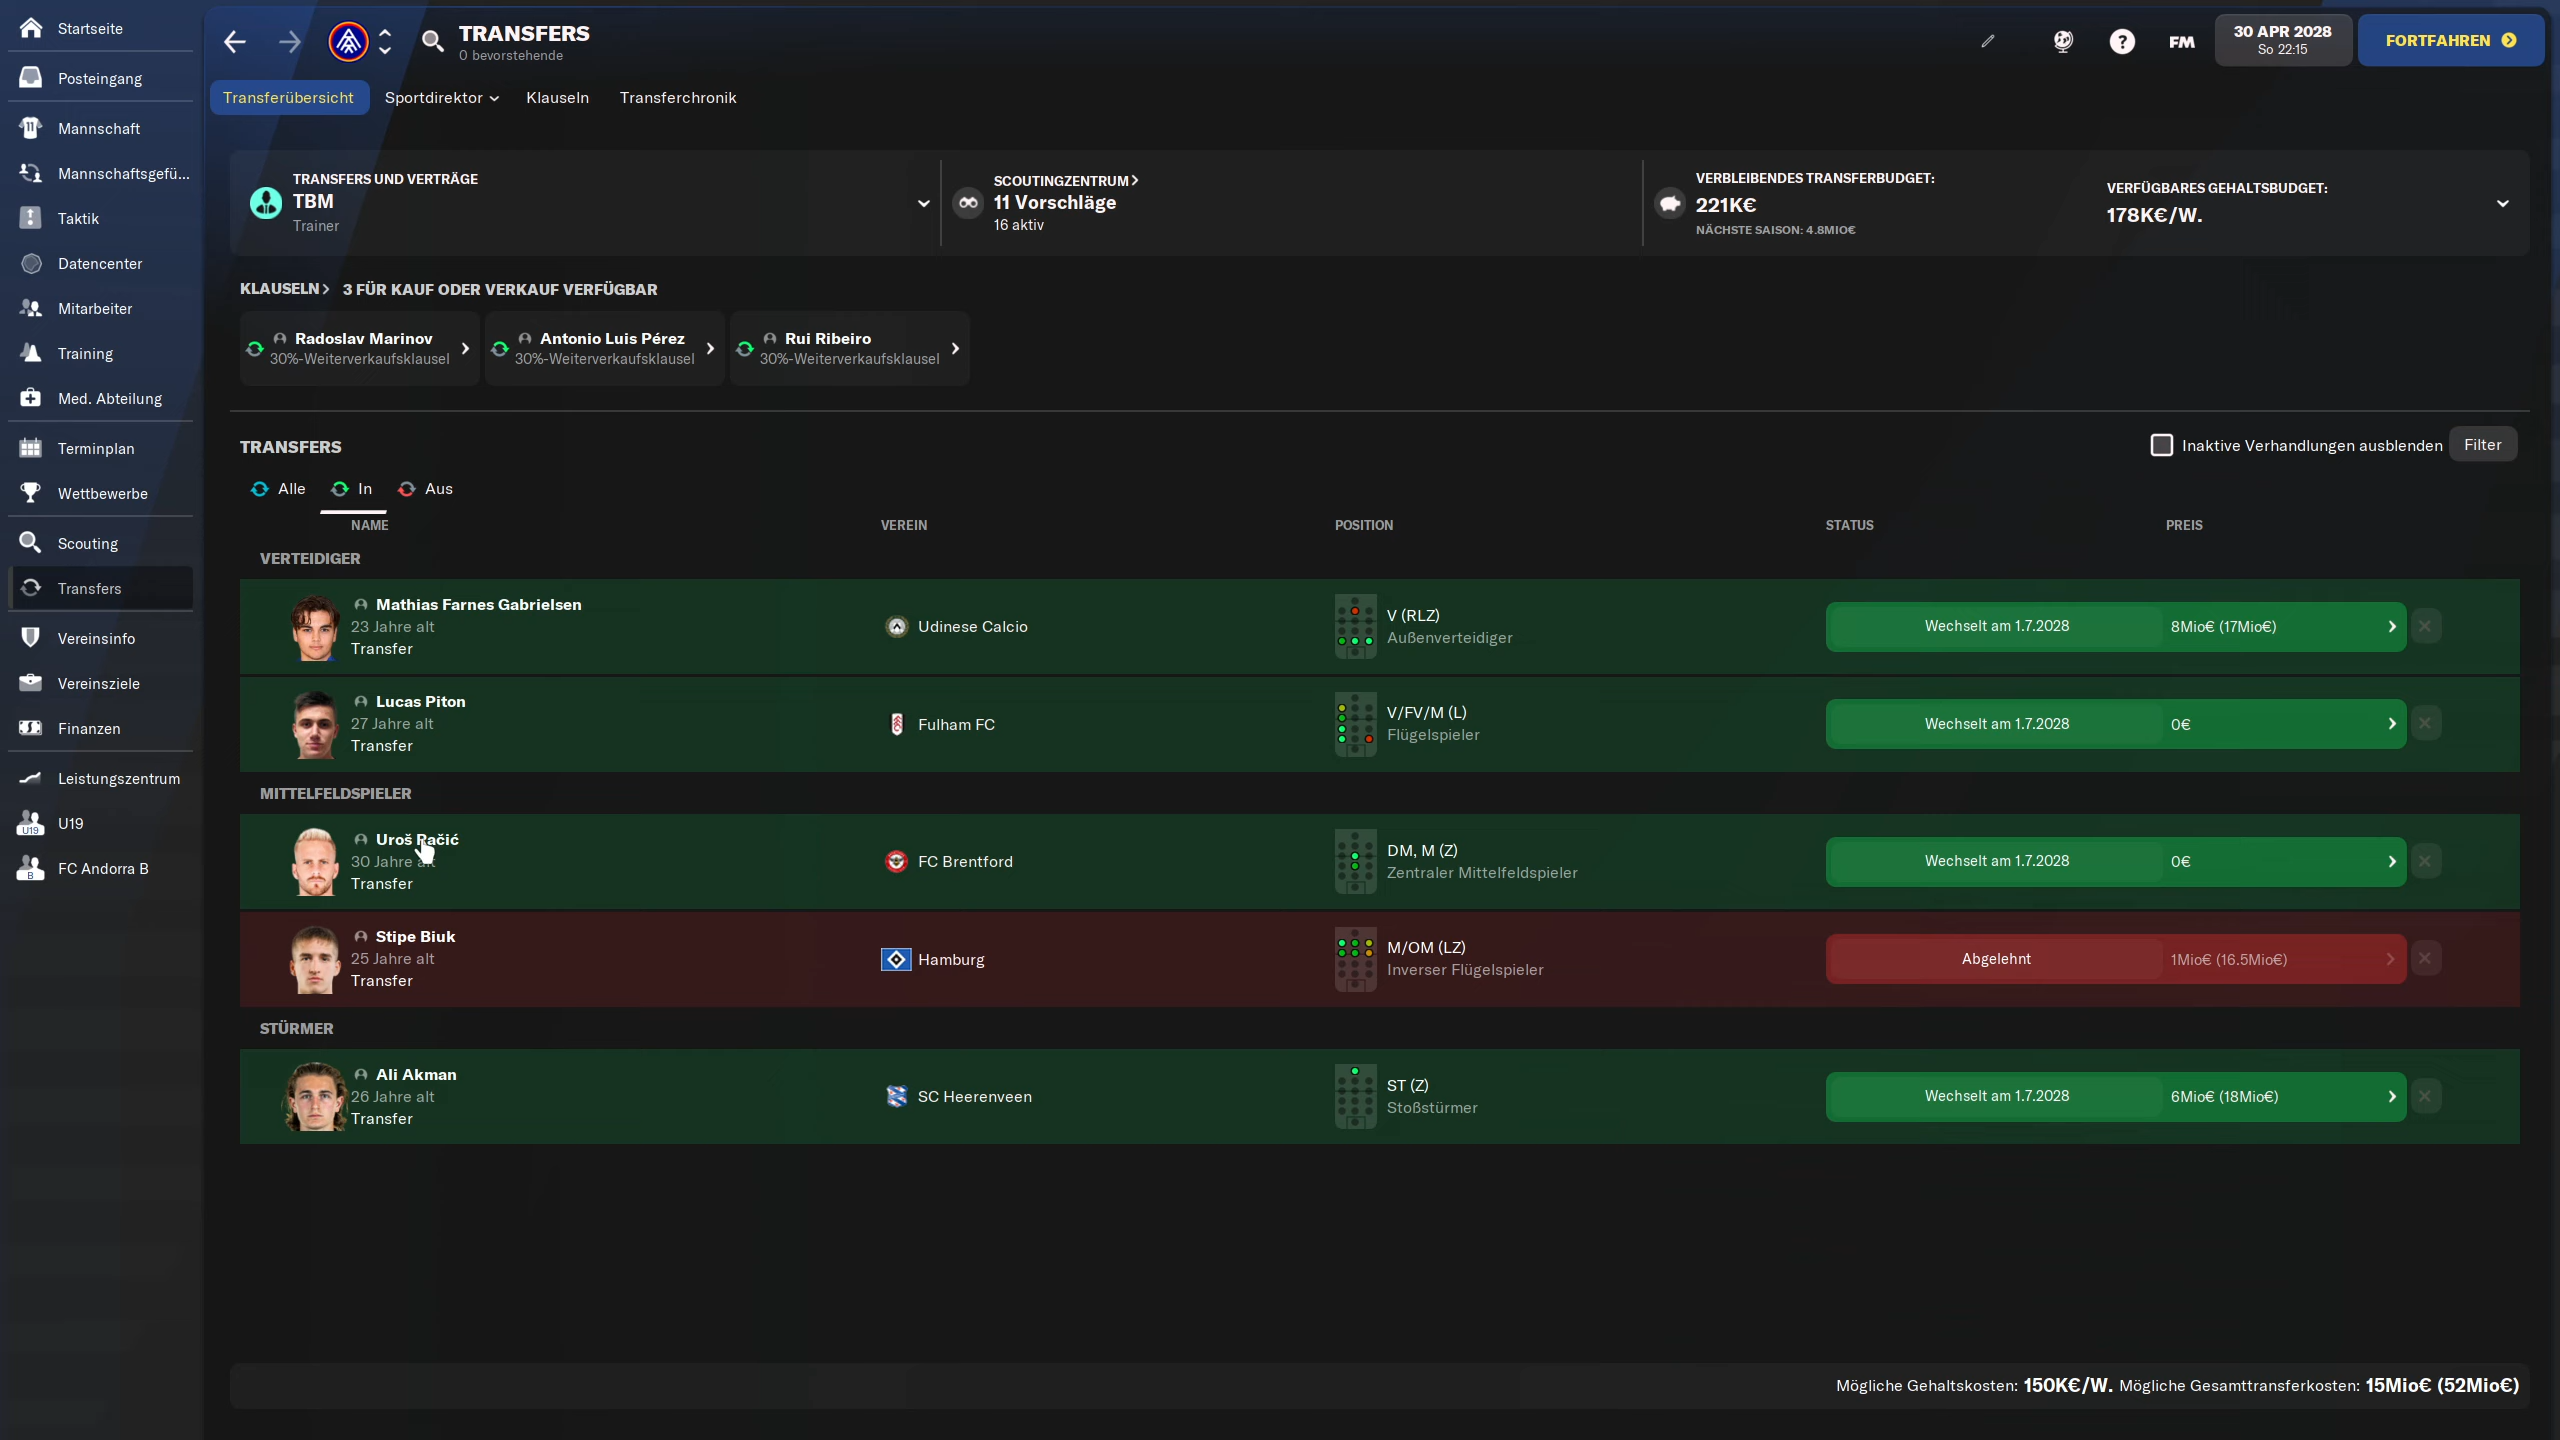 Startseite
Posteingang
Mannschaft
Mannschaftsgefü...
Taktik
Datencenter
Mitarbeiter
Training
Med. Abteilung
Terminplan
Wettbewerbe
Scouting
Transfers
Vereinsinfo
Vereinsziele
Finanzen
Leistungszentrum
U19
U19
B
FC Andorra B
TRANSFERS
0 bevorstehende
FM
30 APR 2028
So 22:15
FORTFAHREN
Transferübersicht
Sportdirektor
Klauseln
Transferchronik
TRANSFERS UND VERTRÄGE
TBM
Trainer
SCOUTINGZENTRUM>
11 Vorschläge
16 aktiv
VERBLEIBENDES TRANSFERBUDGET:
221K€
NÄCHSTE SAISON: 4.8MIO€
VERFÜGBARES GEHALTSBUDGET:
178K€/W.
KLAUSELN> 3 FÜR KAUF ODER VERKAUF VERFÜGBAR
Radoslav Marinov
30%-Weiterverkaufsklausel
Antonio Luis Pérez
30%-Weiterverkaufsklausel
Rui Ribeiro
30%-Weiterverkaufsklausel
TRANSFERS
Inaktive Verhandlungen ausblenden
Filter
Alle
In
Aus
NAME VEREIN POSITION STATUS PREIS
VERTEIDIGER
Mathias Farnes Gabrielsen
23 Jahre alt
Transfer
Udinese Calcio
V (RLZ)
Außenverteidiger
Wechselt am 1.7.2028
8Mio€ (17Mio€)
Lucas Piton
27 Jahre alt
Transfer
Fulham FC
V/FV/M (L)
Flügelspieler
Wechselt am 1.7.2028
0€
MITTELFELDSPIELER
Uroš Račić
30 Jahre alt
Transfer
FC Brentford
DM, M (Z)
Zentraler Mittelfeldspieler
Wechselt am 1.7.2028
0€
Stipe Biuk
25 Jahre alt
Transfer
Hamburg
M/OM (LZ)
Inverser Flügelspieler
Abgelehnt
1Mio€ (16.5Mio€)
STÜRMER
Ali Akman
26 Jahre alt
Transfer
SC Heerenveen
ST (Z)
Stoßstürmer
Wechselt am 1.7.2028
6Mio€ (18Mio€)
Mögliche Gehaltskosten: 150K€/W. Mögliche Gesamttransferkosten: 15Mio€ (52Mio€)